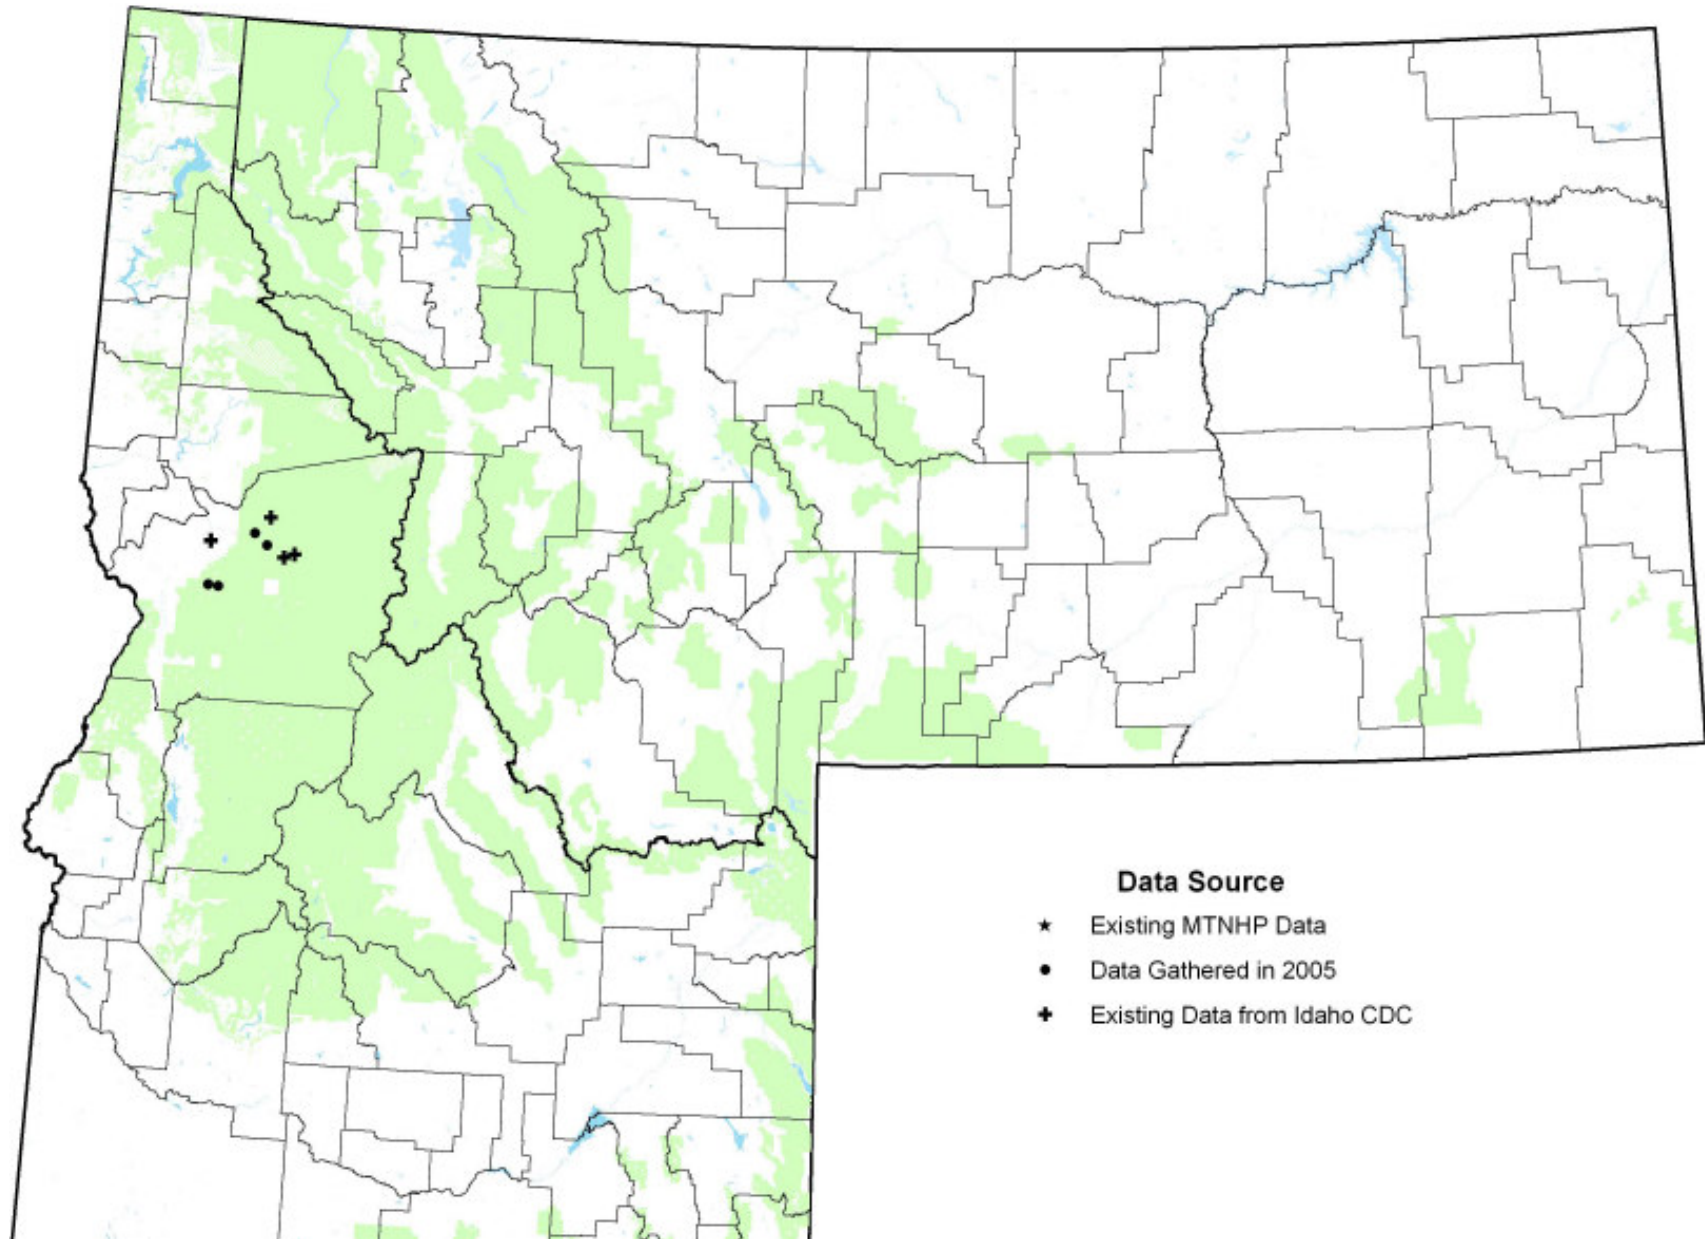 Data Source
Existing MTNHP Data
Data Gathered in 2005
Existing Data from Idaho CDC